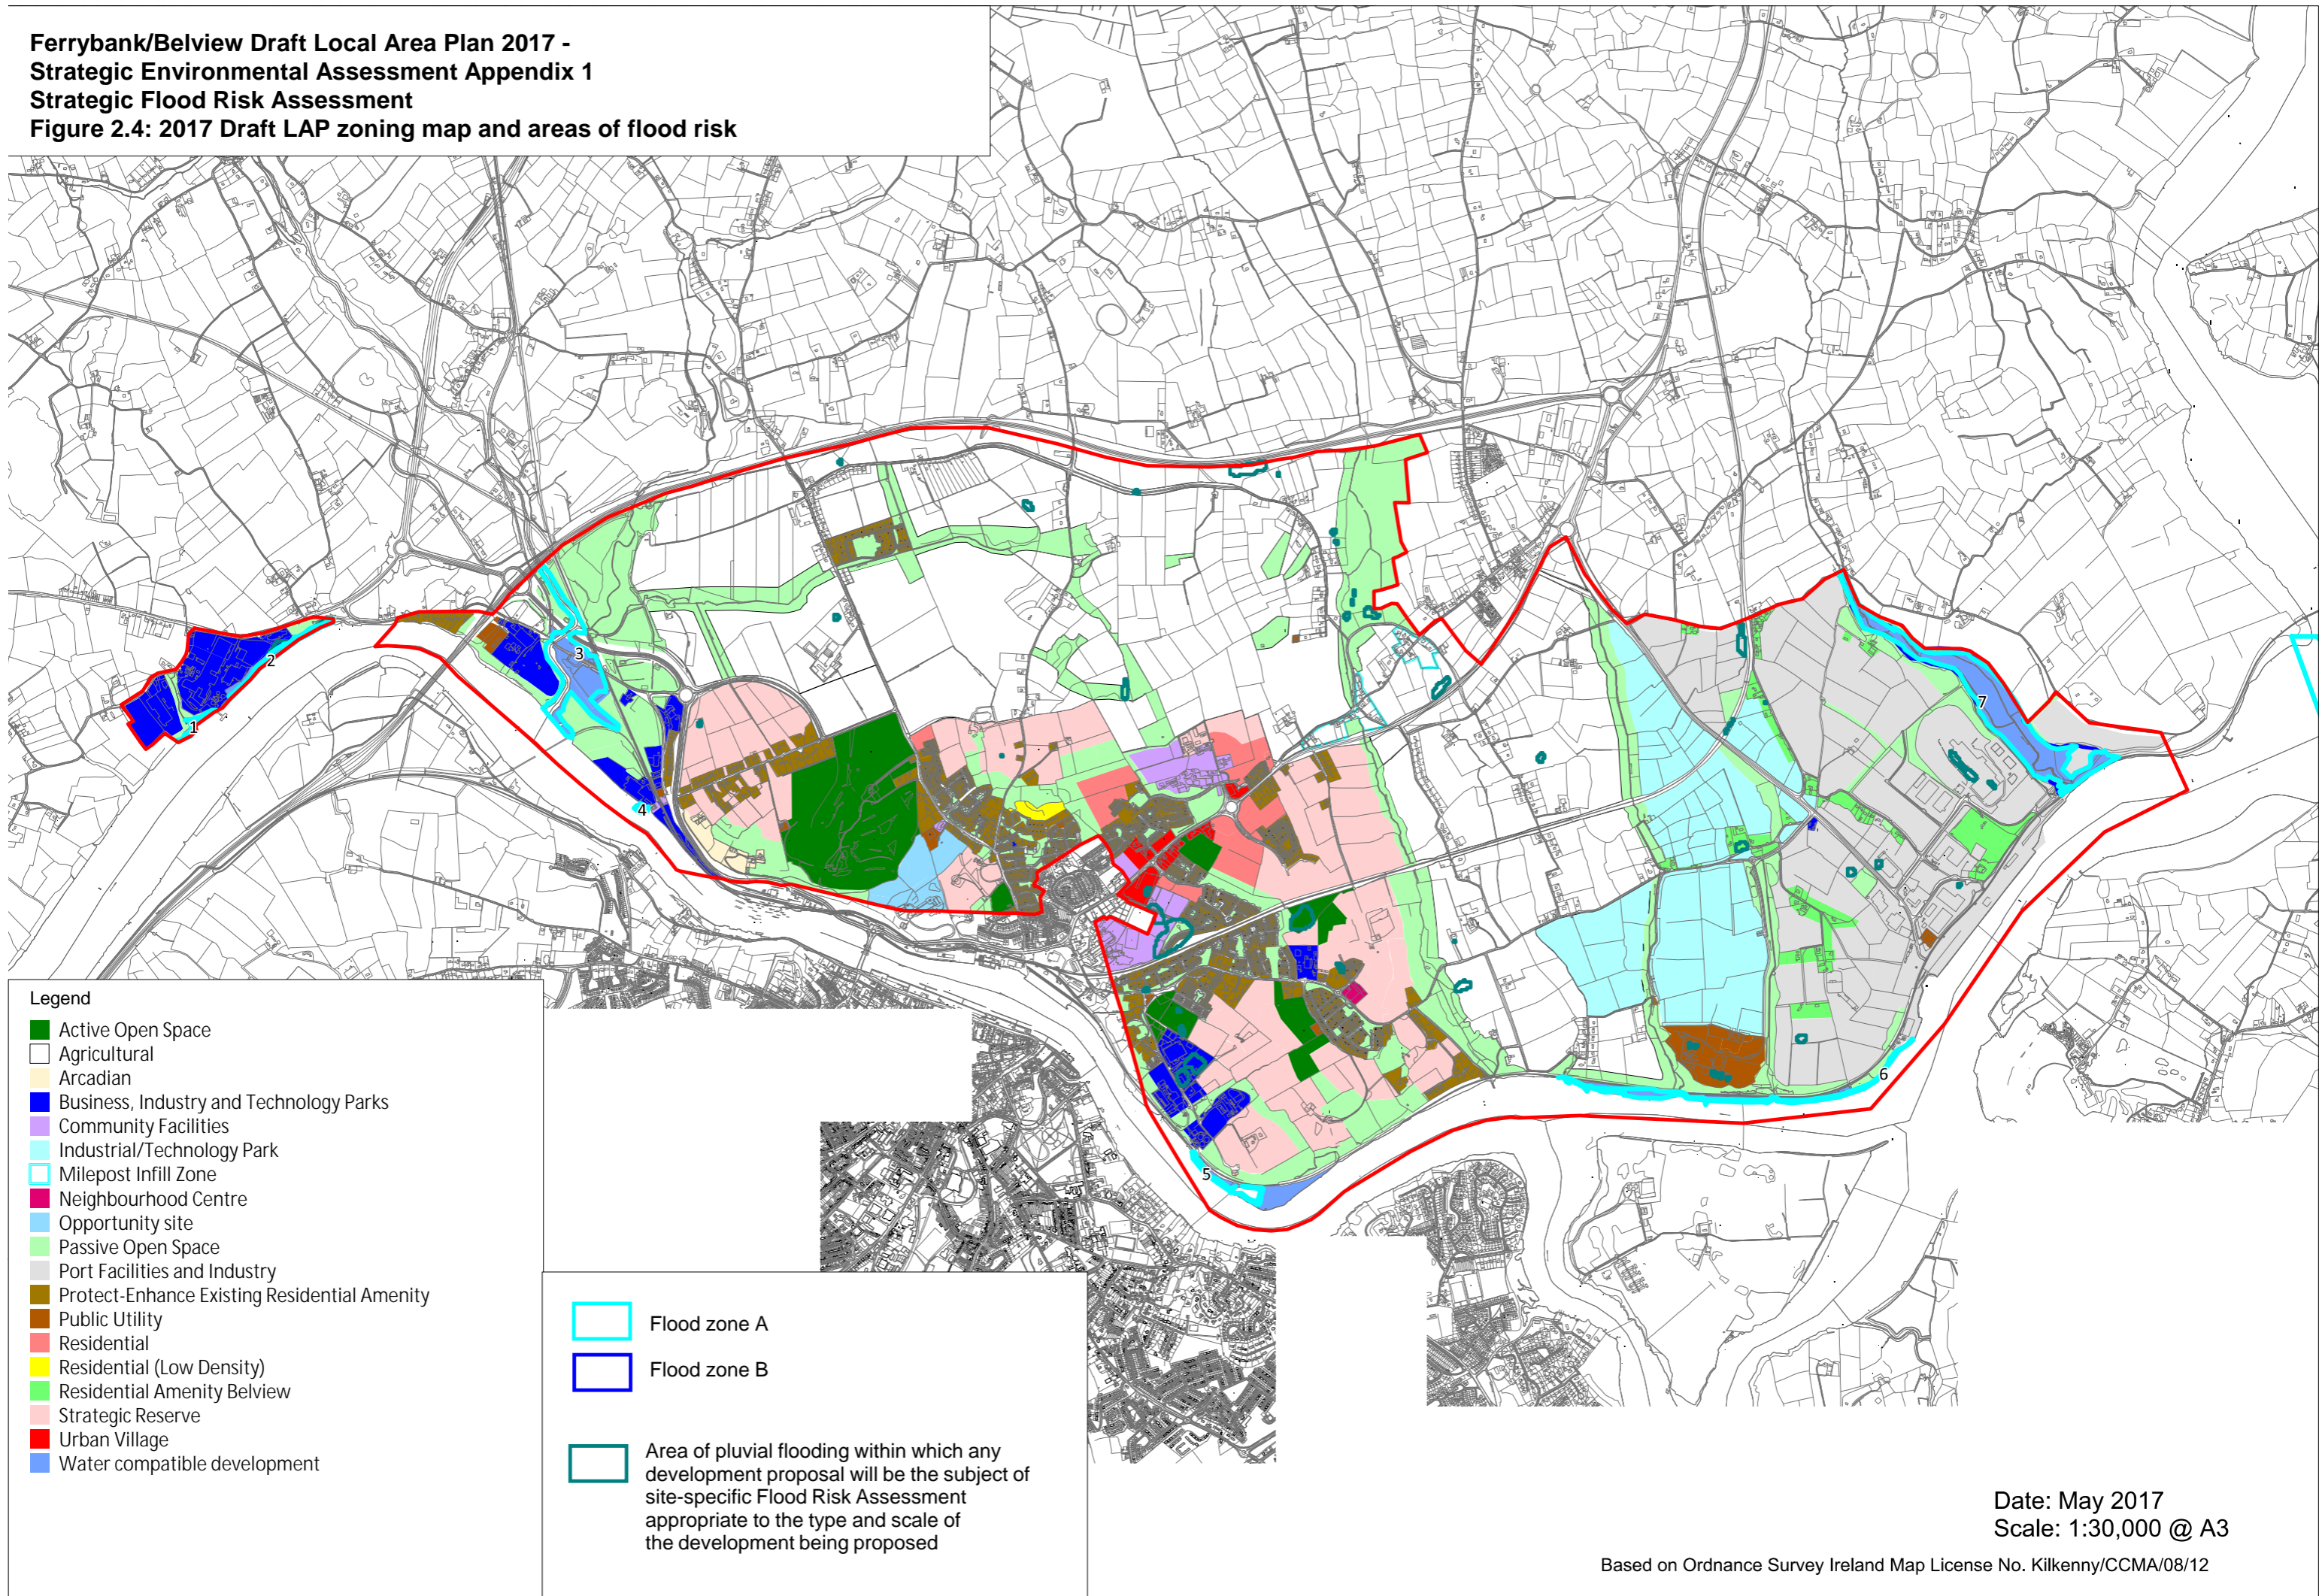 Ferrybank/Belview Draft Local Area Plan 2017 -
Strategic Environmental Assessment Appendix 1
Strategic Flood Risk Assessment
Figure 2.4: 2017 Draft LAP zoning map and areas of flood risk
1
2
3
4
5
6
7
Legend
Active Open Space
Agricultural
Arcadian
Business, Industry and Technology Parks
Community Facilities
Industrial/Technology Park
Milepost Infill Zone
Neighbourhood Centre
Opportunity site
Passive Open Space
Port Facilities and Industry
Protect-Enhance Existing Residential Amenity
Public Utility
Residential
Residential (Low Density)
Residential Amenity Belview
Strategic Reserve
Urban Village
Water compatible development
Flood zone A
Flood zone B
Area of pluvial flooding within which any
development proposal will be the subject of
site-specific Flood Risk Assessment
appropriate to the type and scale of
the development being proposed
Date: May 2017
Scale: 1:30,000 @ A3
Based on Ordnance Survey Ireland Map License No. Kilkenny/CCMA/08/12